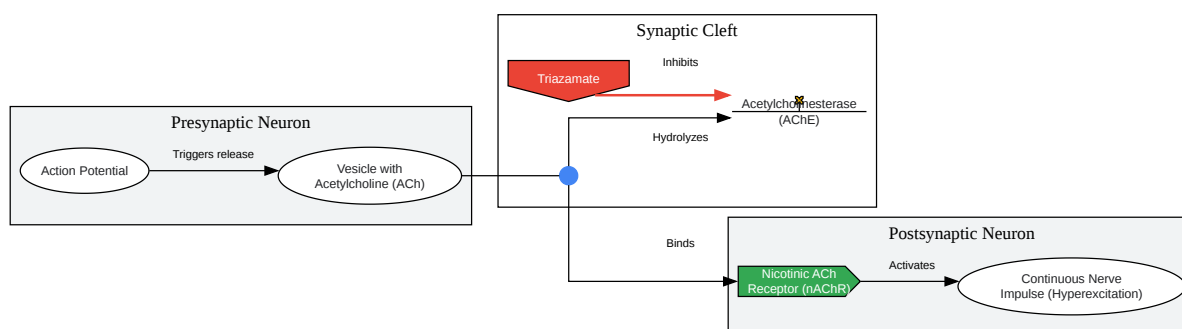 Synaptic Cleft
Triazamate
Inhibits
Acetylcholinesterase
(AChE)
Hydrolyzes
Presynaptic Neuron
Action Potential
Triggers release
Vesicle with
Acetylcholine (ACh)
Binds
Postsynaptic Neuron
Nicotinic ACh
Receptor (nAChR)
Activates
Continuous Nerve
Impulse (Hyperexcitation)